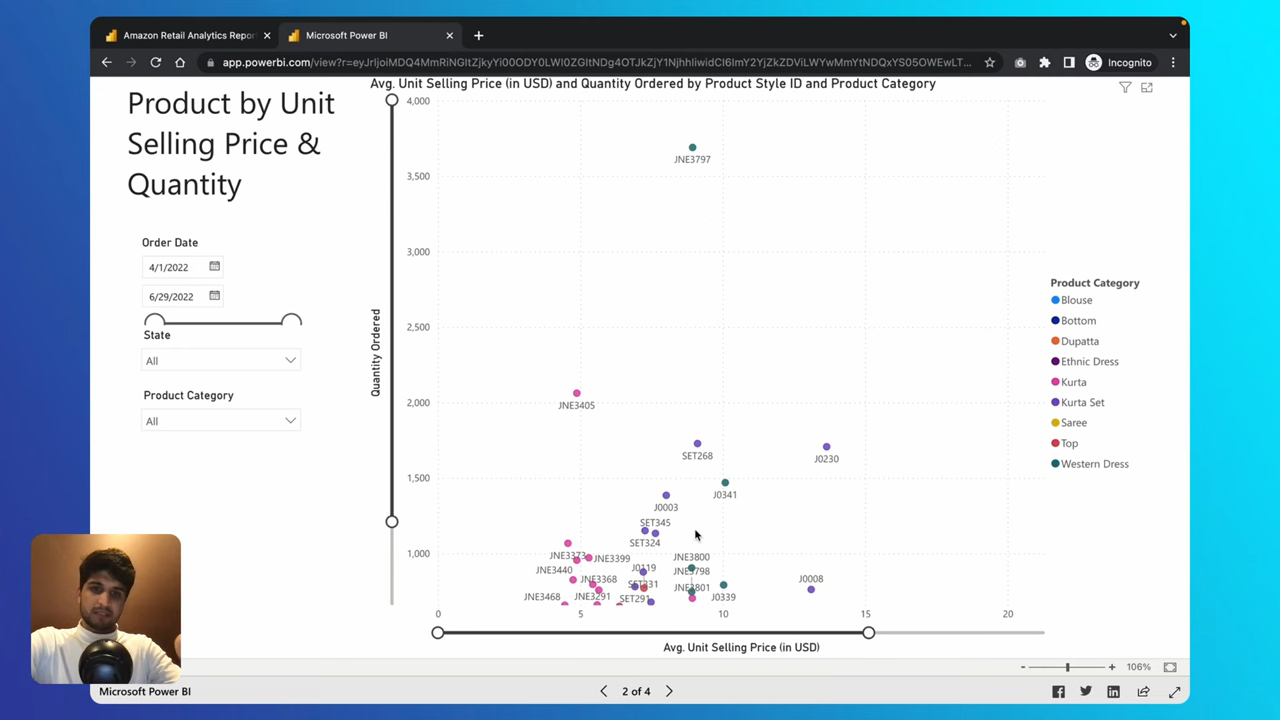 Amazon Retail Analytics Repor
Microsoft Power BI
app.powerbi.com/view?r=eyJrIjoiMDQ4MmRiNGItZjkyYi00ODY0LWI0ZGItNDg4OTJkZjY1NjhhIiwidCI6ImY2YjZkZDViLWYwMmYtNDQxYS05OWEwLT...
Incognito
Product by Unit
Selling Price &
Quantity
Order Date
4/1/2022
6/29/2022
State
All
Product Category
All
Avg. Unit Selling Price (in USD) and Quantity Ordered by Product Style ID and Product Category
Quantity Ordered
4,000
3,500
3,000
2,500
2,000
1,500
1,000
JNE3797
JNE3405
SET268
J0230
J0341
J0003
SET345
SET324
JNE3373
JNE3399
JNE3800
JNE3440
J0119
JNE3798
JNE3368
J0008
JNE3801
JNE3468
JNE3291
SET291
J0339
0
5
10
15
20
Avg. Unit Selling Price (in USD)
Product Category
Blouse
Bottom
Dupatta
Ethnic Dress
Kurta
Kurta Set
Saree
Top
Western Dress
- + 106%
Microsoft Power BI
2 of 4